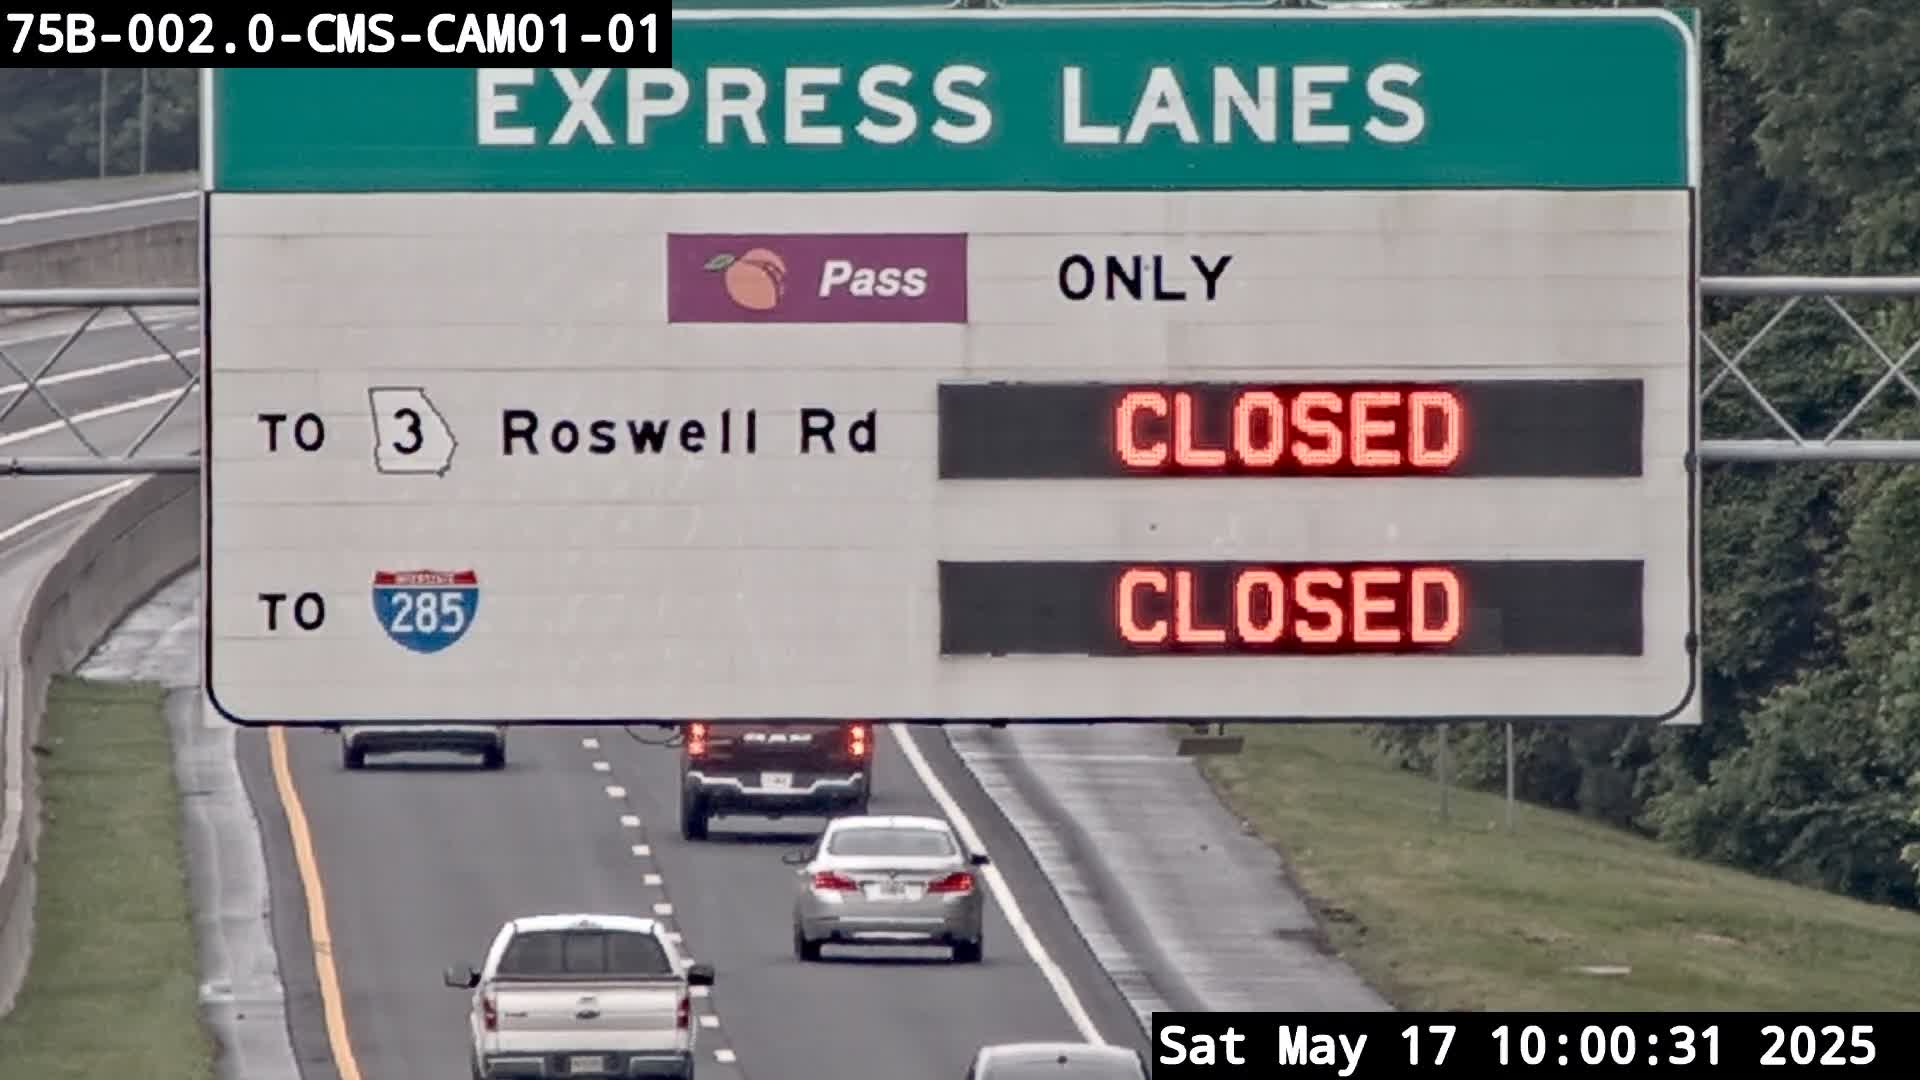 75B-002.0-CMS-CAM01-01
EXPRESS LANES
Pass ONLY
TO 3 Roswell Rd CLOSED
TO INTERSTATE 285 CLOSED
RAM
Sat May 17 10:00:31 2025